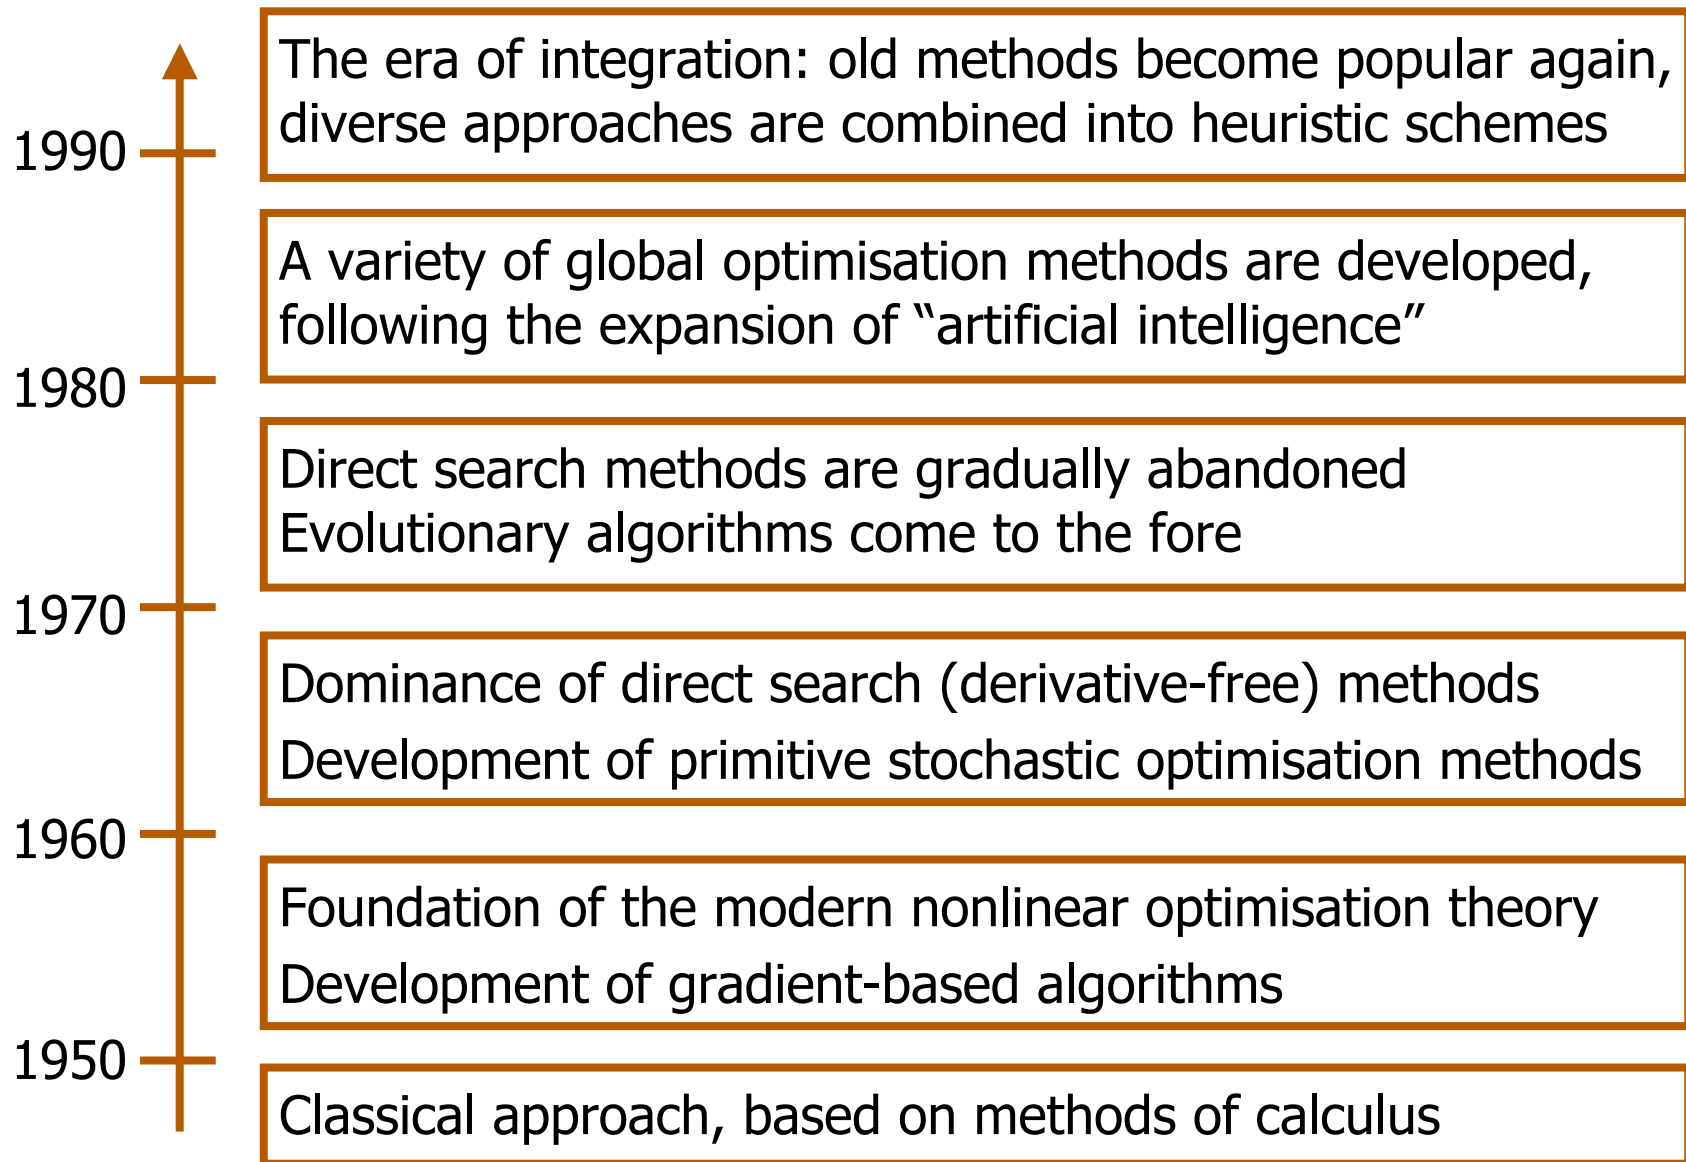 The era of integration: old methods become popular again,
diverse approaches are combined into heuristic schemes
1990
A variety of global optimisation methods are developed,
following the expansion of “artificial intelligence”
1980
Direct search methods are gradually abandoned
Evolutionary algorithms come to the fore
1970
Dominance of direct search (derivative-free) methods
Development of primitive stochastic optimisation methods
1960
Foundation of the modern nonlinear optimisation theory
Development of gradient-based algorithms
1950
Classical approach, based on methods of calculus